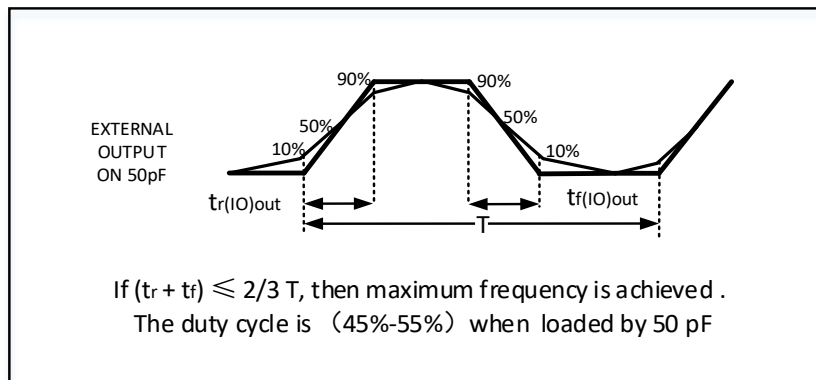 90%
90%
50%
50%
EXTERNAL
OUTPUT
ON 50pF
10%
10%
tr(IO)out
tf(IO)out
T
If (tr + tf) ≤ 2/3 T, then maximum frequency is achieved .
The duty cycle is （45%-55%）when loaded by 50 pF